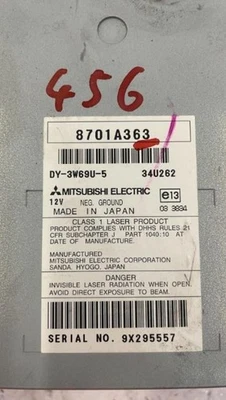 456
8701A363
DY-3W69U-5 34U262
MITSUBISHI ELECTRIC e13
12V NEG. GROUND 03 3834
MADE IN JAPAN
CLASS 1 LASER PRODUCT
PRODUCT COMPLIES WITH DHHS RULES 21
CFR SUBCHAPTER J PART 1040:10 AT
DATE OF MANUFACTURE.
MANUFACTURED
MITSUBISHI ELECTRIC CORPORATION
SANDA, HYOGO, JAPAN
DANGER
INVISIBLE LASER RADIATION WHEN OPEN.
AVOID DIRECT EXPOSURE TO BEAM.
SERIAL NO. 9X295557